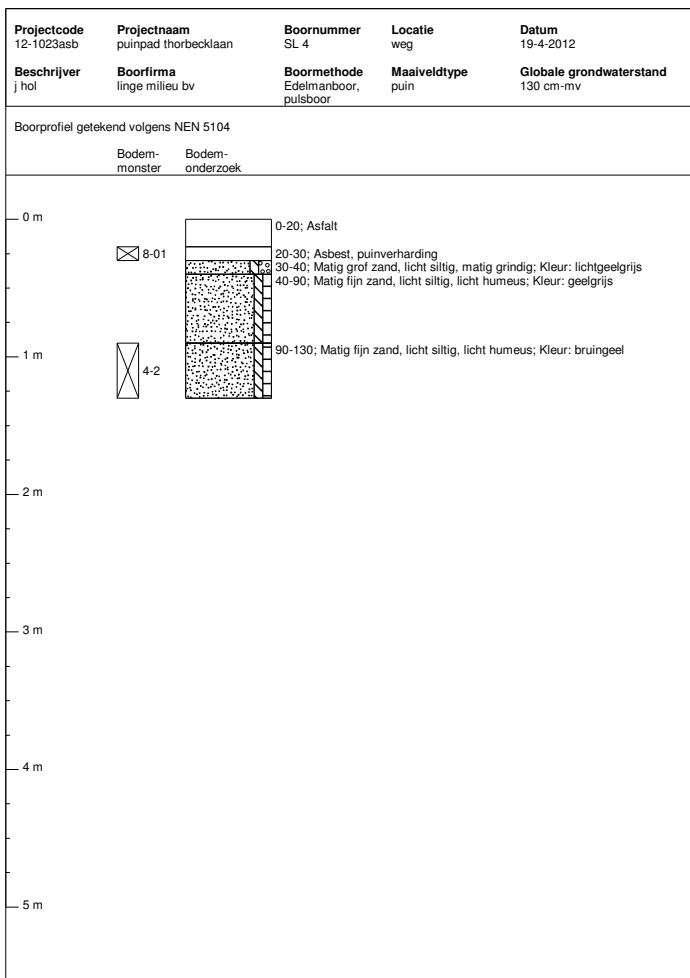 Projectcode Projectnaam Boornummer Locatie Datum
12-1023asb puinpad thorbecklaan SL 4 weg 19-4-2012
Beschrijver Boorfirma Boormethode Maaiveldtype Globale grondwaterstand
j hol linge milieu bv Edelmanboor, puin 130 cm-mv
pulsboor
Boorprofiel getekend volgens NEN 5104
Bodem- Bodem-
monster onderzoek
0 m
0-20; Asfalt
8-01 20-30; Asbest, puinverharding
30-40; Matig grof zand, licht siltig, matig grindig; Kleur: lichtgeelgrijs
40-90; Matig fijn zand, licht siltig, licht humeus; Kleur: geelgrijs
1 m 90-130; Matig fijn zand, licht siltig, licht humeus; Kleur: bruingeel
4-2
2 m
3 m
4 m
5 m